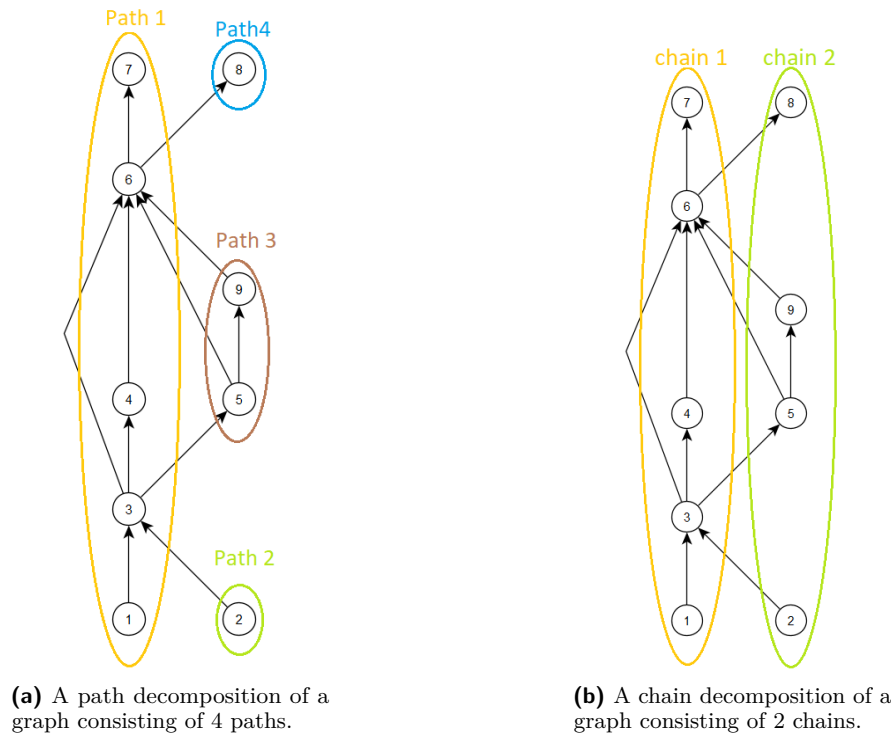 Path 1
Path4
7
8
6
Path 3
9
4
5
3
Path 2
1
2
(a) A path decomposition of a
graph consisting of 4 paths.
chain 1
chain 2
7
8
6
9
4
5
3
1
2
(b) A chain decomposition of a
graph consisting of 2 chains.